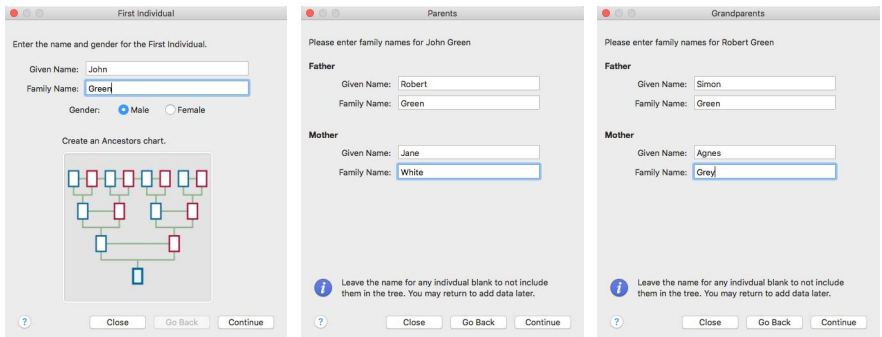 First Individual
Enter the name and gender for the First Individual.
Given Name: John
Family Name: Green
Gender: Male Female
Create an Ancestors chart.
? Close Go Back Continue
Parents
Please enter family names for John Green
Father
Given Name: Robert
Family Name: Green
Mother
Given Name: Jane
Family Name: White
i Leave the name for any indivdual blank to not include
them in the tree. You may return to add data later.
? Close Go Back Continue
Grandparents
Please enter family names for Robert Green
Father
Given Name: Simon
Family Name: Green
Mother
Given Name: Agnes
Family Name: Grey
i Leave the name for any indivdual blank to not include
them in the tree. You may return to add data later.
? Close Go Back Continue